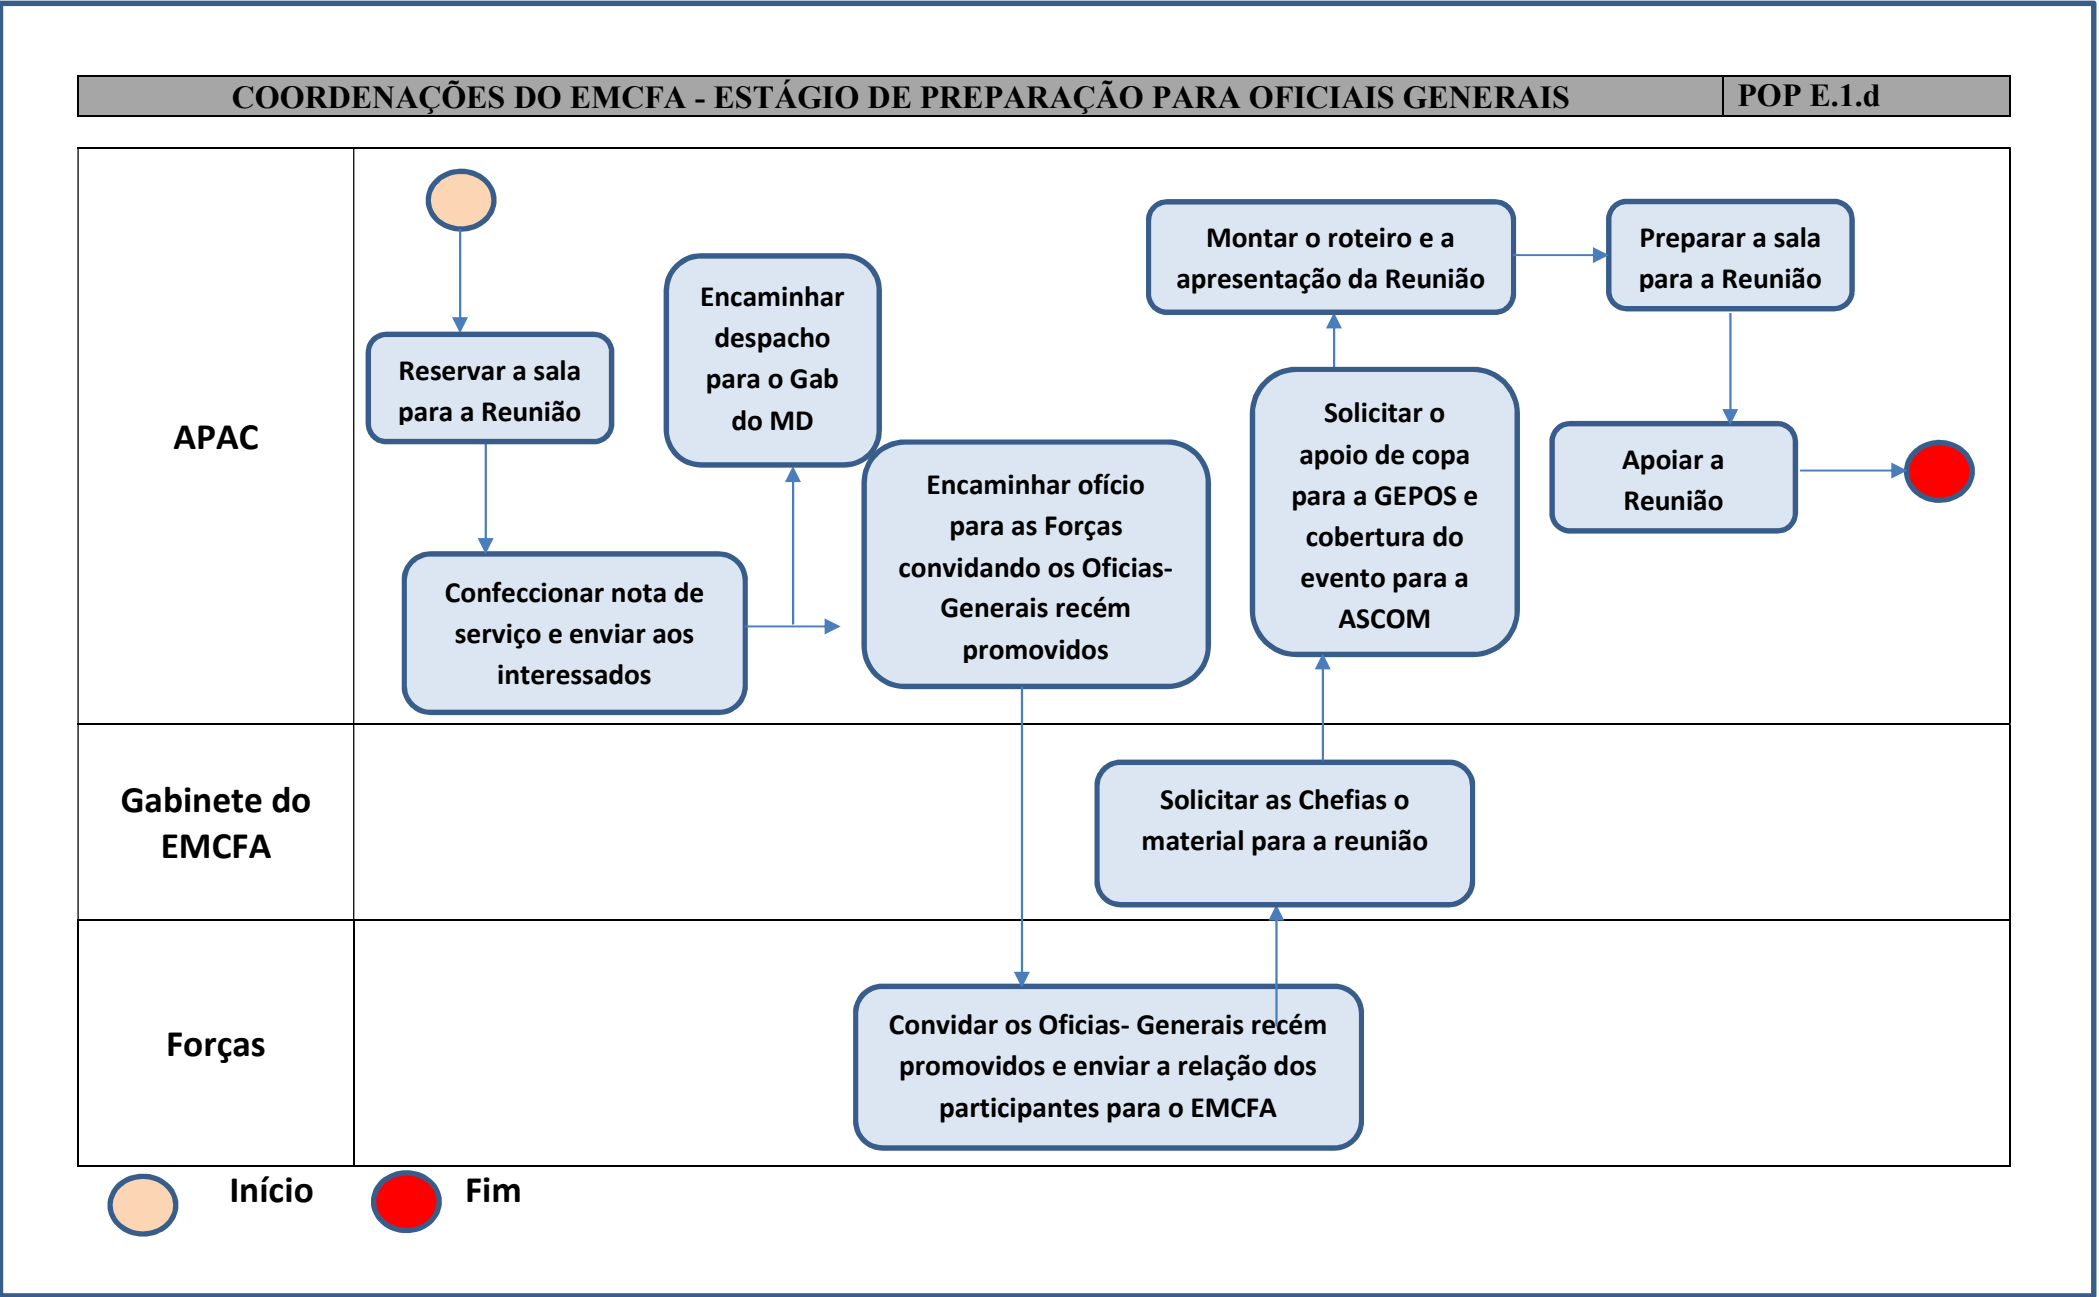 COORDENAÇÕES DO EMCFA - ESTÁGIO DE PREPARAÇÃO PARA OFICIAIS GENERAIS
POP E.1.d
APAC
Reservar a sala
para a Reunião
Confeccionar nota de
serviço e enviar aos
interessados
Encaminhar
despacho
para o Gab
do MD
Encaminhar ofício
para as Forças
convidando os Oficias-
Generais recém
promovidos
Montar o roteiro e a
apresentação da Reunião
Solicitar o
apoio de copa
para a GEPOS e
cobertura do
evento para a
ASCOM
Preparar a sala
para a Reunião
Apoiar a
Reunião
Gabinete do
EMCFA
Solicitar as Chefias o
material para a reunião
Forças
Convidar os Oficias- Generais recém
promovidos e enviar a relação dos
participantes para o EMCFA
Início
Fim